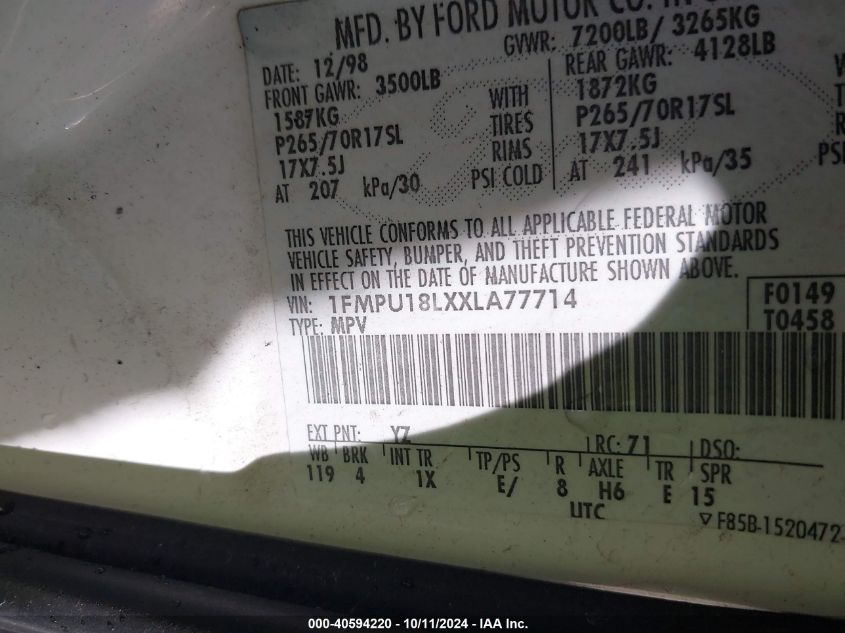 MFD. BY FORD MOTOR CO. IN
DATE: 12/98 GVWR: 7200LB/ 3265KG
FRONT GAWR: 3500LB REAR GAWR: 4128LB
1587KG WITH 1872KG
P265/70R17SL TIRES P265/70R17SL
17X7.5J RIMS 17X7.5J
AT 207 kPa/30 PSI COLD AT 241 kPa/35 PSI
THIS VEHICLE CONFORMS TO ALL APPLICABLE FEDERAL MOTOR
VEHICLE SAFETY, BUMPER, AND THEFT PREVENTION STANDARDS
IN EFFECT ON THE DATE OF MANUFACTURE SHOWN ABOVE.
VIN: 1FMPU18LXXLA77714 F0149
TYPE: MPV T0458
EXT PNT: YZ RC: 71 DSO:
WB BRK INT TR TP/PS R AXLE TR SPR
119 4 1X E/ 8 H6 E 15
UTC
F85B-1520472-
000-40594220 - 10/11/2024 - IAA Inc.